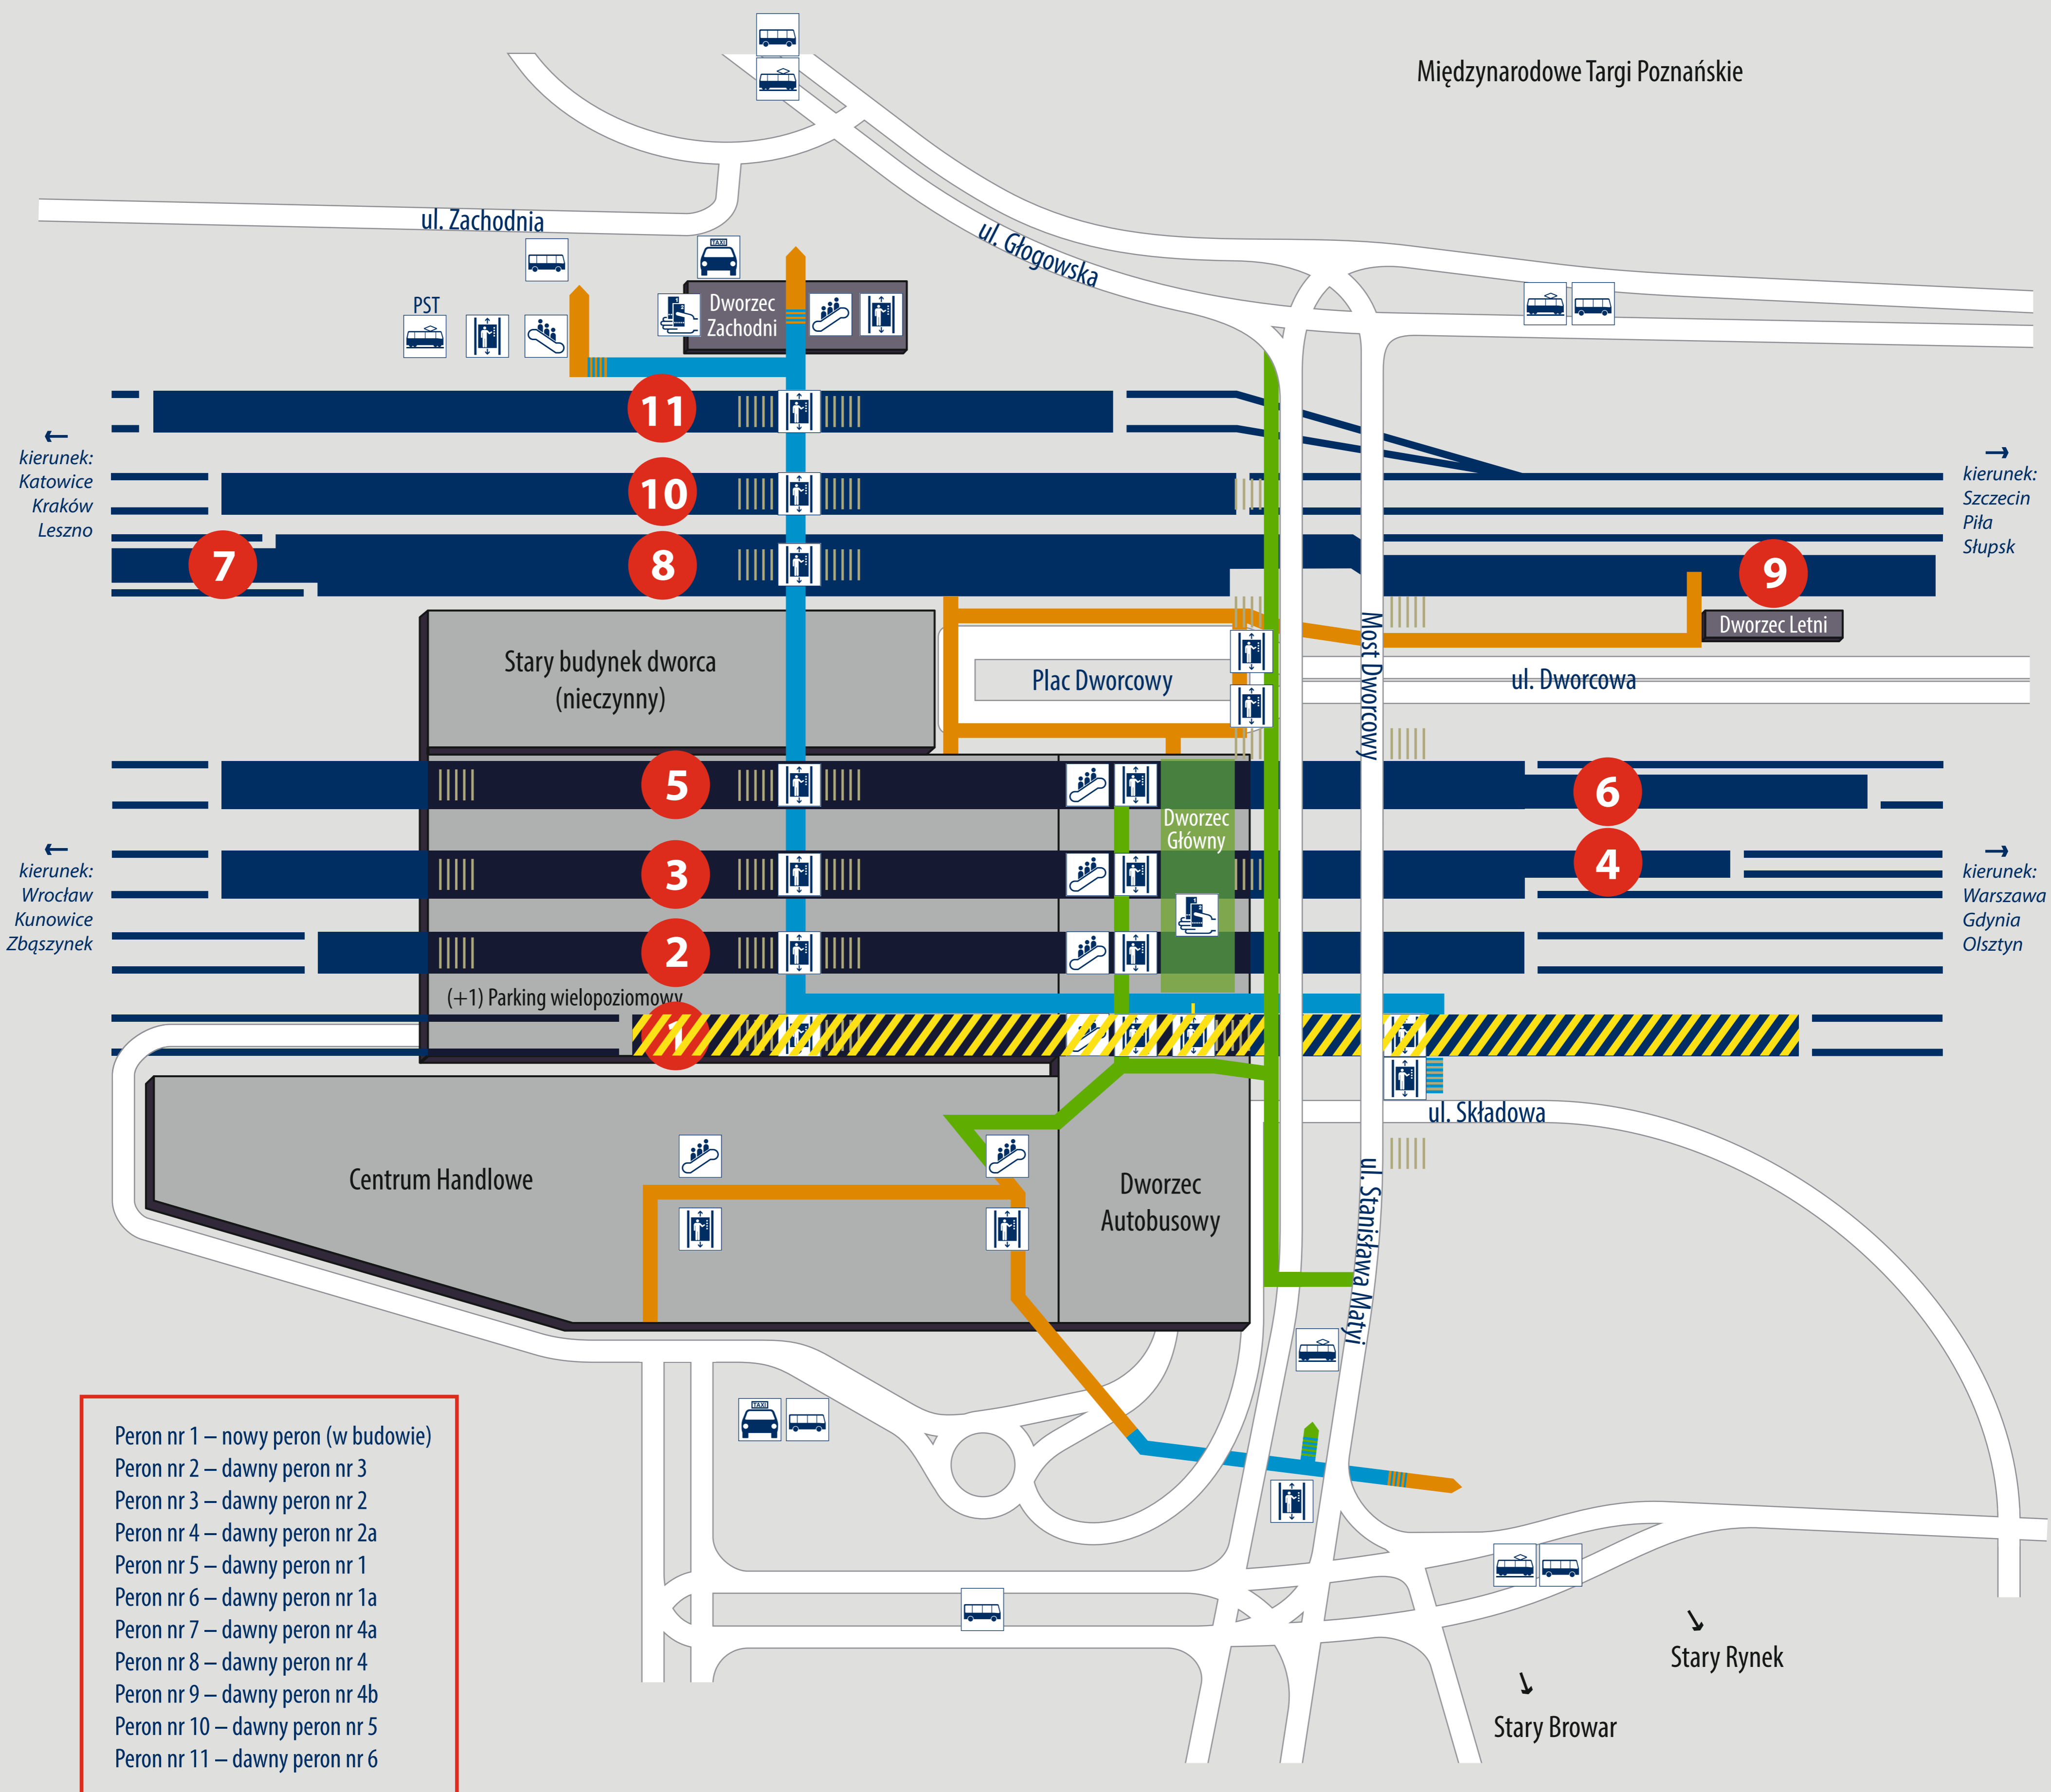 Międzynarodowe Targi Poznańskie
ul. Zachodnia
ul. Głogowska
TAXI
PST
Dworzec
Zachodni
11
kierunek:
Katowice
Kraków
Leszno
10
kierunek:
Szczecin
Piła
Słupsk
7
8
9
Dworzec Letni
Stary budynek dworca
(nieczynny)
Plac Dworcowy
Most Dworcowy
ul. Dworcowa
5
6
Dworzec
Główny
3
4
kierunek:
Wrocław
Kunowice
Zbąszynek
kierunek:
Warszawa
Gdynia
Olsztyn
2
(+1) Parking wielopoziomowy
1
ul. Składowa
Centrum Handlowe
Dworzec
Autobusowy
ul. Stanisława Matyi
TAXI
Peron nr 1 – nowy peron (w budowie)
Peron nr 2 – dawny peron nr 3
Peron nr 3 – dawny peron nr 2
Peron nr 4 – dawny peron nr 2a
Peron nr 5 – dawny peron nr 1
Peron nr 6 – dawny peron nr 1a
Peron nr 7 – dawny peron nr 4a
Peron nr 8 – dawny peron nr 4
Peron nr 9 – dawny peron nr 4b
Peron nr 10 – dawny peron nr 5
Peron nr 11 – dawny peron nr 6
Stary Rynek
Stary Browar